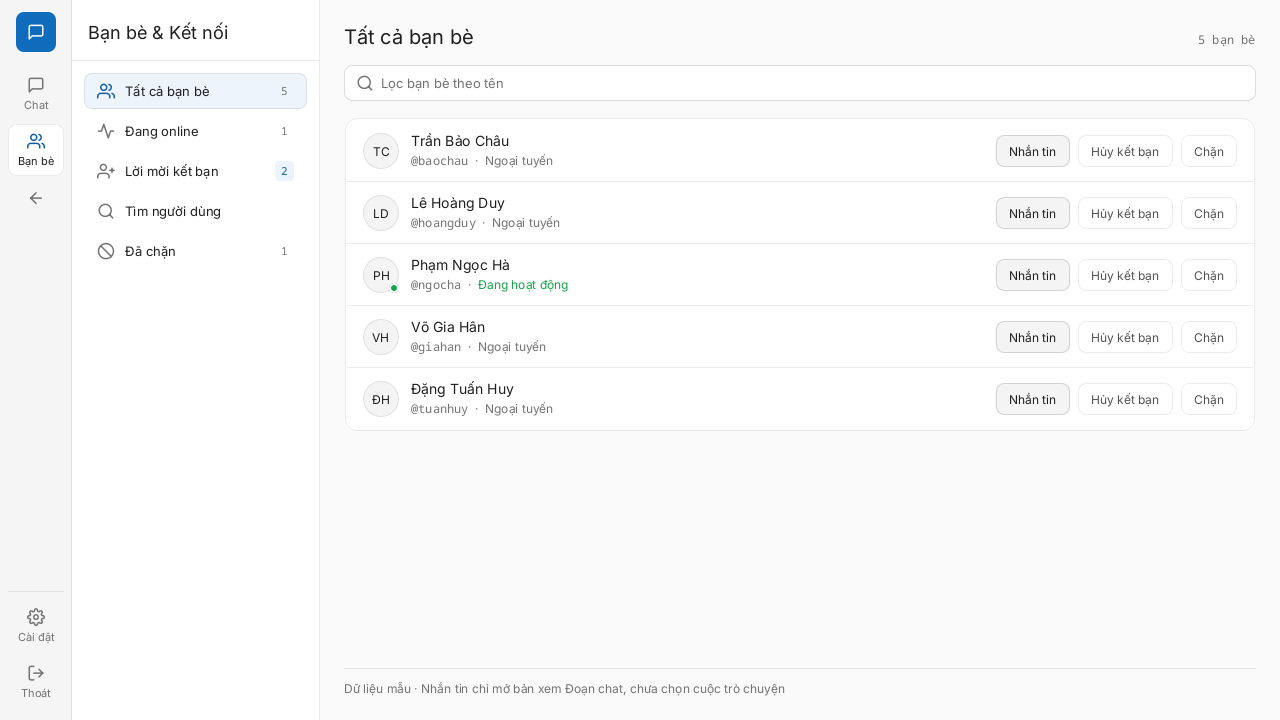 Chat
Bạn bè
Cài đặt
Thoát
Bạn bè & Kết nối
Tất cả bạn bè 5
Đang online 1
Lời mời kết bạn 2
Tìm người dùng
Đã chặn 1
Tất cả bạn bè
5 bạn bè
Lọc bạn bè theo tên
TC
Trần Bảo Châu
@baochau · Ngoại tuyến
Nhắn tin Hủy kết bạn Chặn
LD
Lê Hoàng Duy
@hoangduy · Ngoại tuyến
Nhắn tin Hủy kết bạn Chặn
PH
Phạm Ngọc Hà
@ngocha · Đang hoạt động
Nhắn tin Hủy kết bạn Chặn
VH
Võ Gia Hân
@giahan · Ngoại tuyến
Nhắn tin Hủy kết bạn Chặn
ĐH
Đặng Tuấn Huy
@tuanhuy · Ngoại tuyến
Nhắn tin Hủy kết bạn Chặn
Dữ liệu mẫu · Nhắn tin chỉ mở bản xem Đoạn chat, chưa chọn cuộc trò chuyện